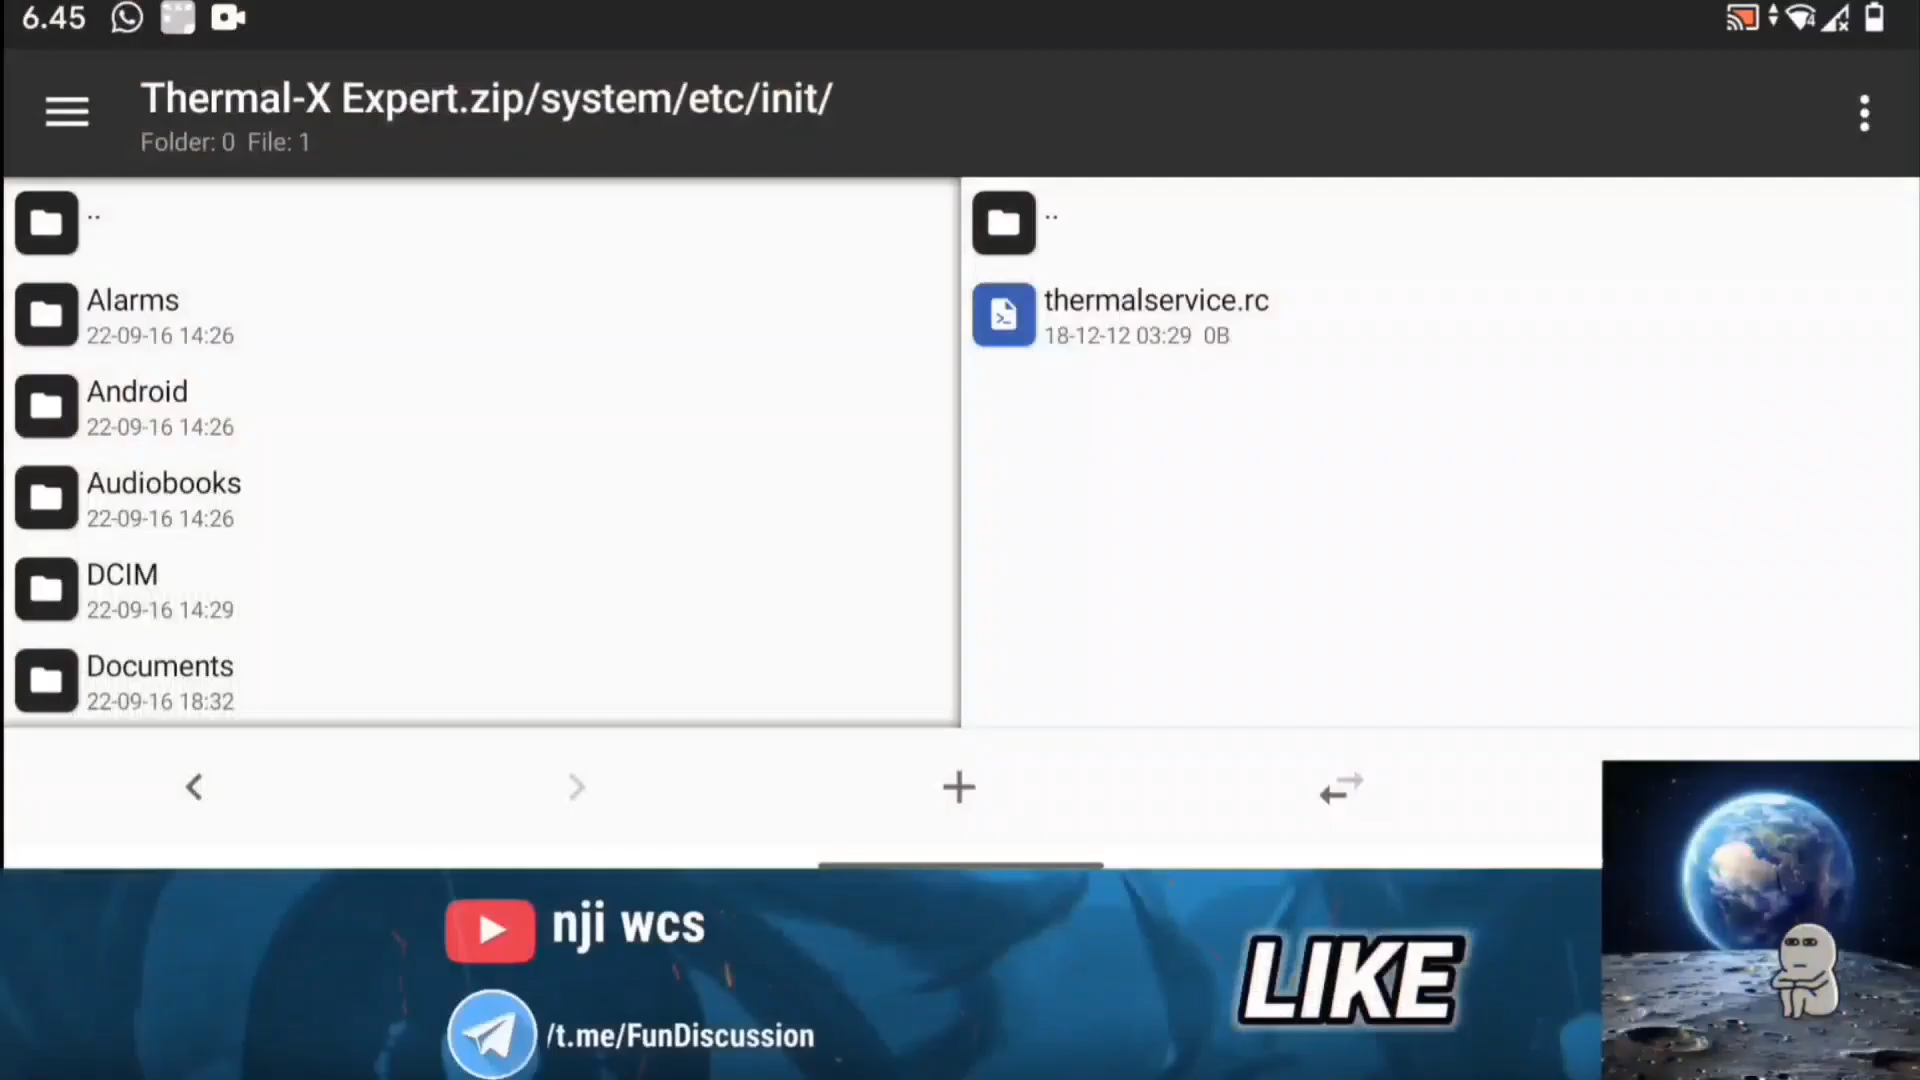 6.45
Thermal-X Expert.zip/system/etc/init/
Folder: 0 File: 1
..
Alarms
22-09-16 14:26
Android
22-09-16 14:26
Audiobooks
22-09-16 14:26
DCIM
22-09-16 14:29
Documents
22-09-16 18:32
..
thermalservice.rc
18-12-12 03:29 0B
nji wcs
/t.me/FunDiscussion
LIKE